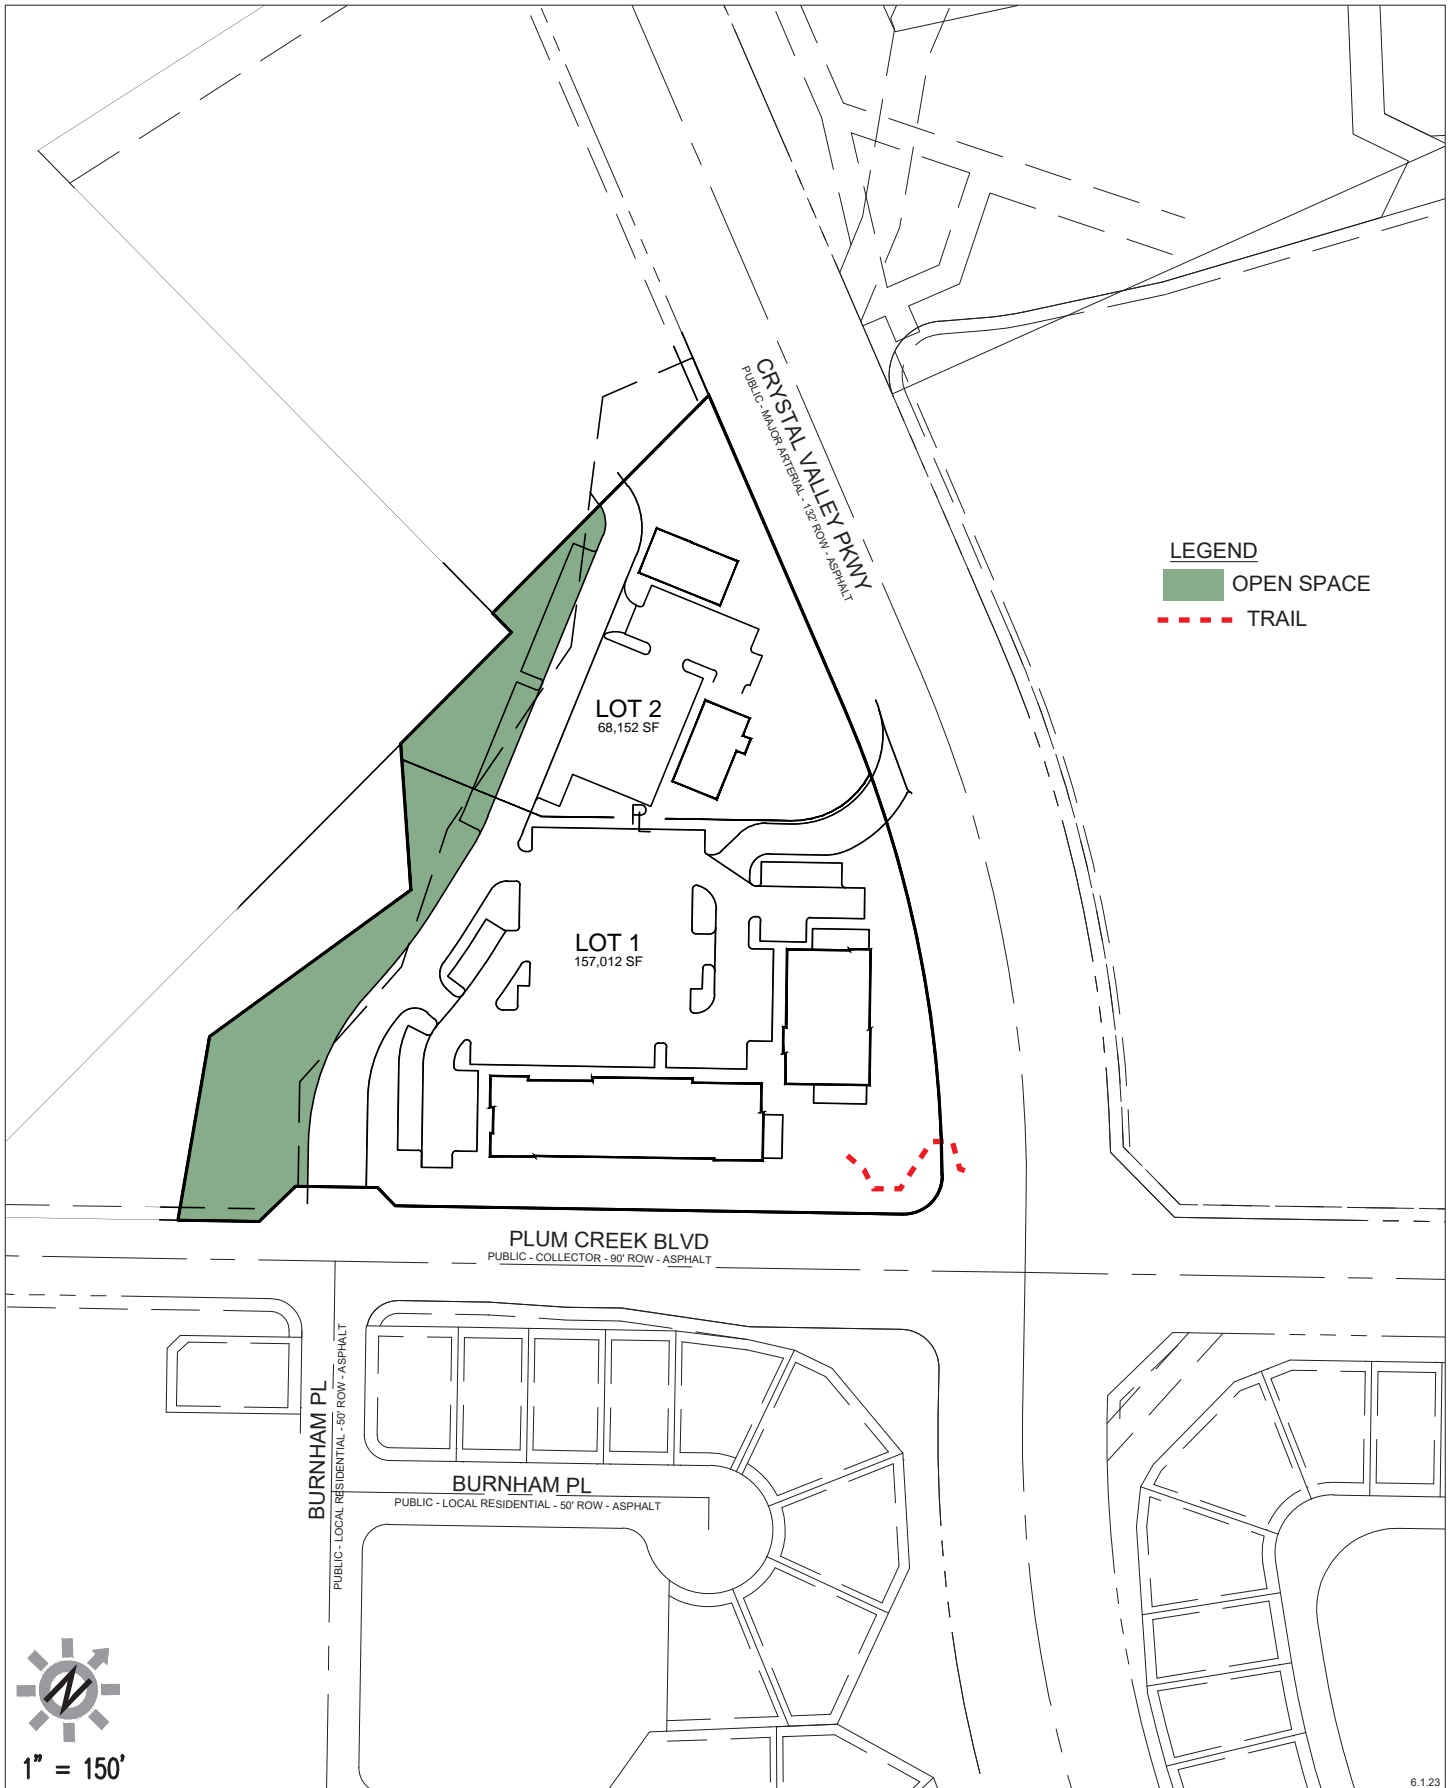 CRYSTAL VALLEY PKWY
PUBLIC - MAJOR ARTERIAL - 132' ROW - ASPHALT
LEGEND
OPEN SPACE
TRAIL
LOT 2
68,152 SF
LOT 1
157,012 SF
PLUM CREEK BLVD
PUBLIC - COLLECTOR - 90' ROW - ASPHALT
BURNHAM PL
PUBLIC - LOCAL RESIDENTIAL - 50' ROW - ASPHALT
BURNHAM PL
PUBLIC - LOCAL RESIDENTIAL - 50' ROW - ASPHALT
N
1" = 150'
6.1.23